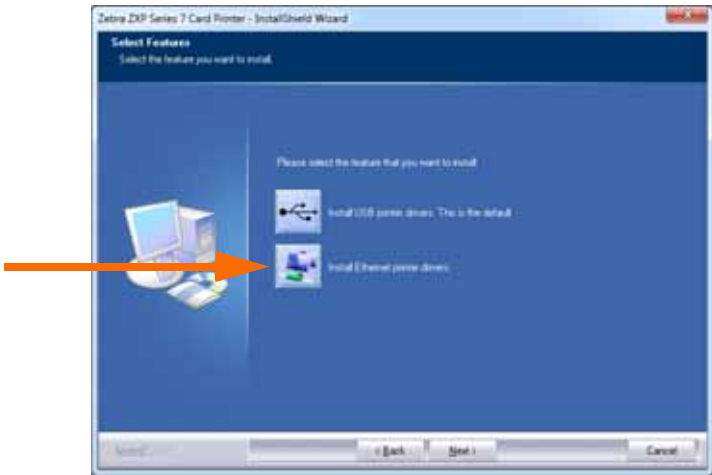 Zebra ZXP Series 7 Card Printer - InstallShield Wizard
Select Features
Select the feature you want to install.
Please select the feature that you want to install
Install USB printer drivers. This is the default
Install Ethernet printer drivers.
< Back
Next >
Cancel